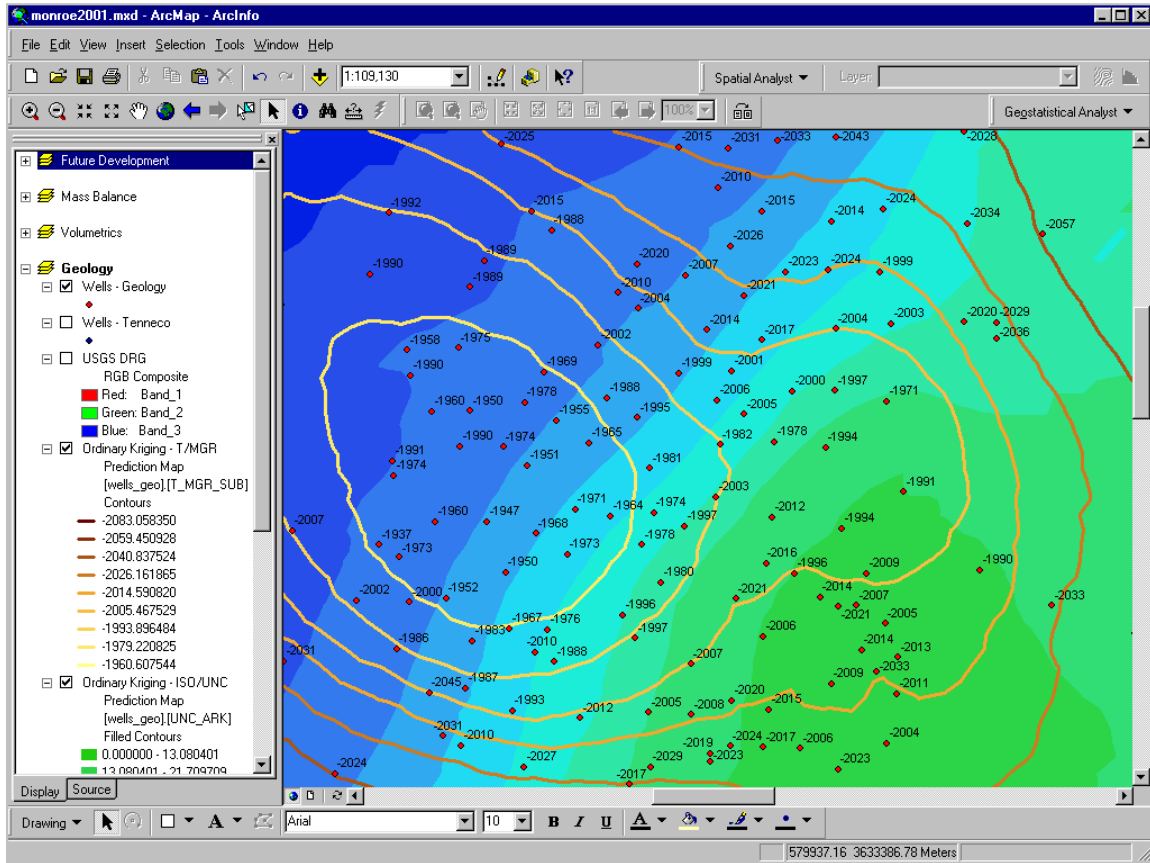 monroe2001.mxd - ArcMap - ArcInfo
File Edit View Insert Selection Tools Window Help
1:109,130 Spatial Analyst Layer:
100% Geostatistical Analyst
Future Development
Mass Balance
Volumetrics
Geology
Wells - Geology
Wells - Tenneco
USGS DRG
RGB Composite
Red: Band_1
Green: Band_2
Blue: Band_3
Ordinary Kriging - T/MGR
Prediction Map
[wells_geo].[T_MGR_SUB]
Contours
-2083.058350
-2059.450928
-2040.837524
-2026.161865
-2014.590820
-2005.467529
-1993.896484
-1979.220825
-1960.607544
Ordinary Kriging - ISO/UNC
Prediction Map
[wells_geo].[UNC_ARK]
Filled Contours
0.000000 - 13.080401
13.080401 - 21.709709
Display Source
-2025 -2015 -2031 -2033 -2043 -2028
-2010
-1992 -2015 -1988 -2015 -2014 -2024 -2034 -2057
-2026
-1990 -1989 -1989 -2020 -2010 -2007 -2004 -2021 -2023 -2024 -1999
-2014 -2017 -2004 -2003 -2020 -2029 -2036
-1958 -1975 -1990 -1969 -2002
-1999 -2001 -2000 -1997 -1971
-1960 -1950 -1978 -1955 -1988 -1995 -2006 -2005
-1991 -1974 -1990 -1974 -1951 -1965 -1981 -1982 -1978 -1994
-2003 -1991
-2007 -1960 -1947 -1968 -1971 -1964 -1974 -1997 -2012 -1994
-1937 -1973 -1950 -1973 -1978 -2016 -1996 -2009 -1990
-2002 -2000 -1952 -1980 -2021 -2014 -2021 -2007 -2033
-1986 -1983 -1967 -1976 -1996 -1997 -2006 -2005
-2031 -2010 -1988 -2007 -2014 -2013
-2045 -1987 -2009 -2033 -2011
-1993 -2012 -2005 -2008 -2020 -2015
-2031 -2010 -2019 -2023 -2024 -2017 -2006 -2004
-2024 -2027 -2029 -2017 -2023
Drawing A Arial 10 B I U A
579937.16 3633386.78 Meters